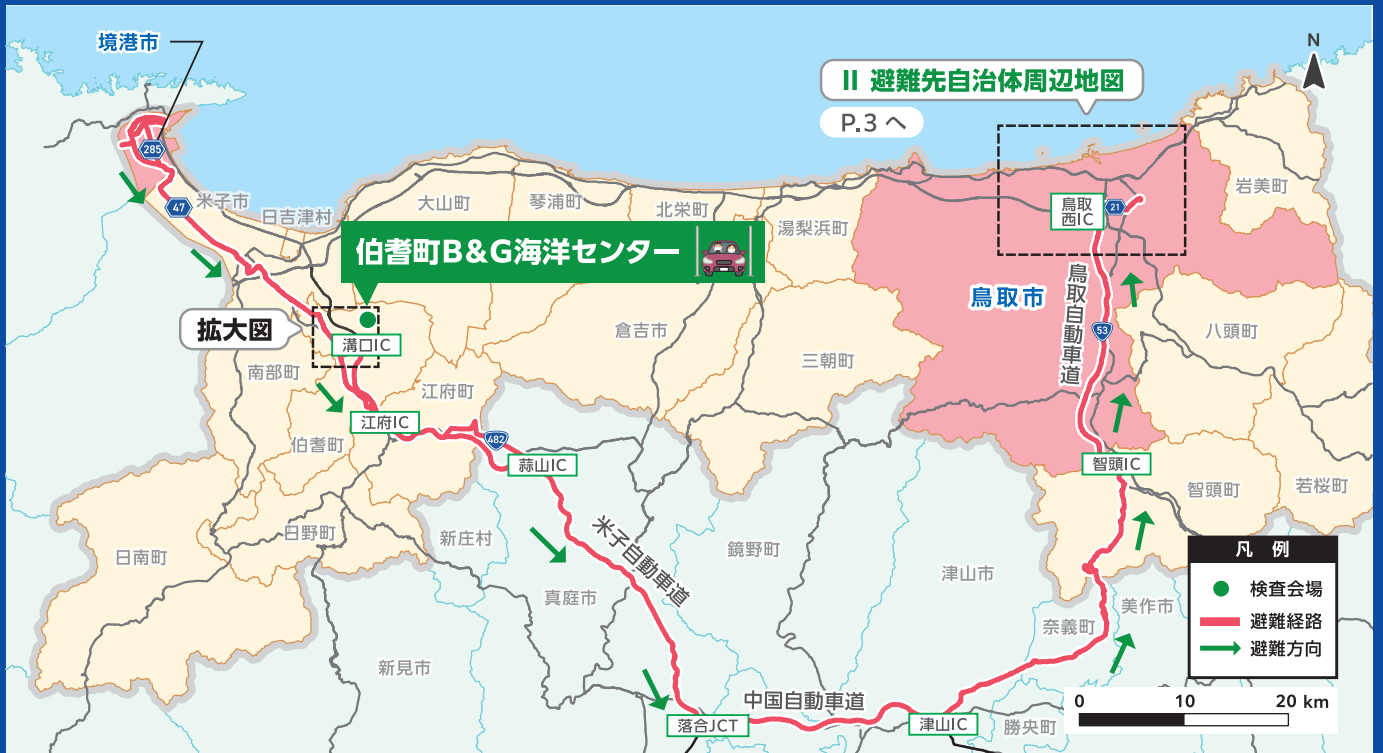 境港市
N
Ⅱ 避難先自治体周辺地図
P.3 へ
285
47
米子市
日吉津村
大山町
琴浦町
北栄町
湯梨浜町
鳥取
西IC
21
岩美町
伯耆町B&G海洋センター
鳥取市
鳥取自動車道
53
八頭町
拡大図
溝口IC
倉吉市
三朝町
南部町
江府町
江府IC
伯耆町
482
蒜山IC
智頭IC
智頭町
若桜町
日南町
日野町
新庄村
米子自動車道
鏡野町
津山市
真庭市
新見市
奈義町
美作市
凡 例
検査会場
避難経路
避難方向
中国自動車道
落合JCT
津山IC
勝央町
0 10 20 km